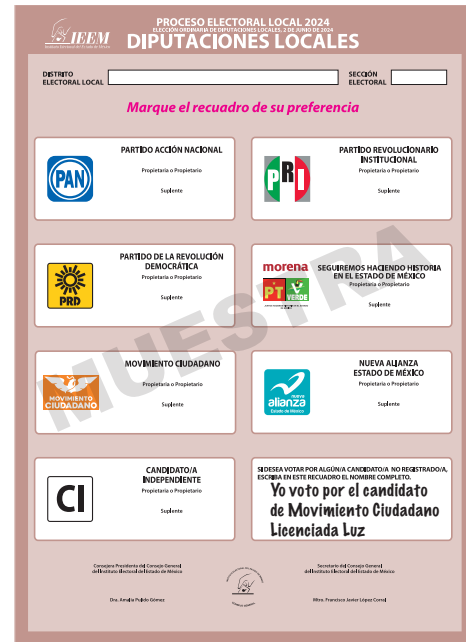 IEEM
Instituto Electoral del Estado de México
PROCESO ELECTORAL LOCAL 2024
ELECCIÓN ORDINARIA DE DIPUTACIONES LOCALES, 2 DE JUNIO DE 2024
DIPUTACIONES LOCALES
DISTRITO
ELECTORAL LOCAL
SECCIÓN
ELECTORAL
Marque el recuadro de su preferencia
PAN
PARTIDO ACCIÓN NACIONAL
Propietaria o Propietario
Suplente
PRI
PARTIDO REVOLUCIONARIO
INSTITUCIONAL
Propietaria o Propietario
Suplente
PRD
PARTIDO DE LA REVOLUCIÓN
DEMOCRÁTICA
Propietaria o Propietario
Suplente
morena
PT
VERDE
SEGUIREMOS HACIENDO HISTORIA
EN EL ESTADO DE MÉXICO
Propietaria o Propietario
Suplente
MUESTRA
MOVIMIENTO
CIUDADANO
MOVIMIENTO CIUDADANO
Propietaria o Propietario
Suplente
nueva
alianza
Estado de México
NUEVA ALIANZA
ESTADO DE MÉXICO
Propietaria o Propietario
Suplente
CI
CANDIDATO/A
INDEPENDIENTE
Propietaria o Propietario
Suplente
SI DESEA VOTAR POR ALGÚN/A CANDIDATO/A NO REGISTRADO/A,
ESCRIBA EN ESTE RECUADRO EL NOMBRE COMPLETO.
Yo voto por el candidato
de Movimiento Ciudadano
Licenciada Luz
Consejera Presidenta del Consejo General
del Instituto Electoral del Estado de México
Dra. Amalia Pulido Gómez
Secretario del Consejo General
del Instituto Electoral del Estado de México
Mtro. Francisco Javier López Corral